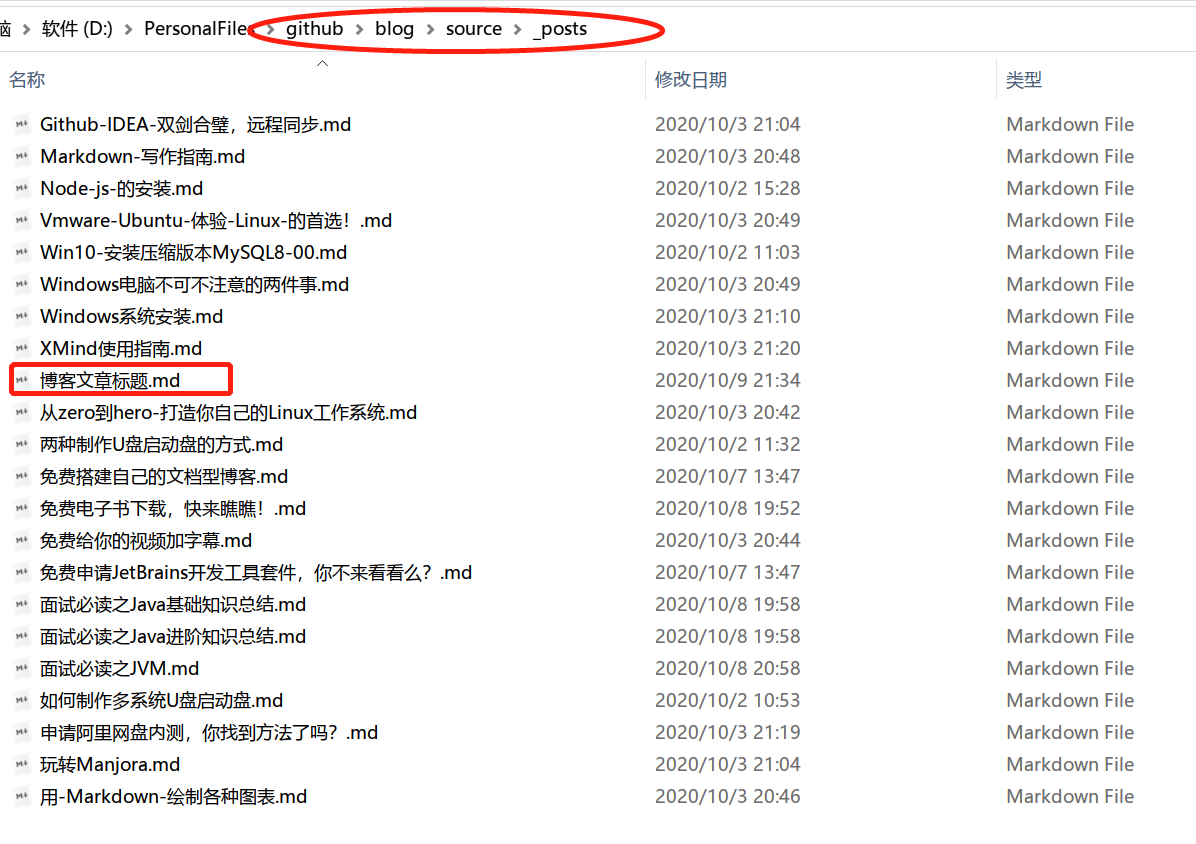 脑 > 软件 (D:) > PersonalFile > github > blog > source > _posts
名称 修改日期 类型
Github-IDEA-双剑合璧，远程同步.md 2020/10/3 21:04 Markdown File
Markdown-写作指南.md 2020/10/3 20:48 Markdown File
Node-js-的安装.md 2020/10/2 15:28 Markdown File
Vmware-Ubuntu-体验-Linux-的首选！.md 2020/10/3 20:49 Markdown File
Win10-安装压缩版本MySQL8-00.md 2020/10/2 11:03 Markdown File
Windows电脑不可不注意的两件事.md 2020/10/3 20:49 Markdown File
Windows系统安装.md 2020/10/3 21:10 Markdown File
XMind使用指南.md 2020/10/3 21:20 Markdown File
博客文章标题.md 2020/10/9 21:34 Markdown File
从zero到hero-打造你自己的Linux工作系统.md 2020/10/3 20:42 Markdown File
两种制作U盘启动盘的方式.md 2020/10/2 11:32 Markdown File
免费搭建自己的文档型博客.md 2020/10/7 13:47 Markdown File
免费电子书下载，快来瞧瞧！.md 2020/10/8 19:52 Markdown File
免费给你的视频加字幕.md 2020/10/3 20:44 Markdown File
免费申请JetBrains开发工具套件，你不来看看么？.md 2020/10/7 13:47 Markdown File
面试必读之Java基础知识总结.md 2020/10/8 19:58 Markdown File
面试必读之Java进阶知识总结.md 2020/10/8 19:58 Markdown File
面试必读之JVM.md 2020/10/8 20:58 Markdown File
如何制作多系统U盘启动盘.md 2020/10/2 10:53 Markdown File
申请阿里网盘内测，你找到方法了吗？.md 2020/10/3 21:19 Markdown File
玩转Manjora.md 2020/10/3 21:04 Markdown File
用-Markdown-绘制各种图表.md 2020/10/3 20:46 Markdown File